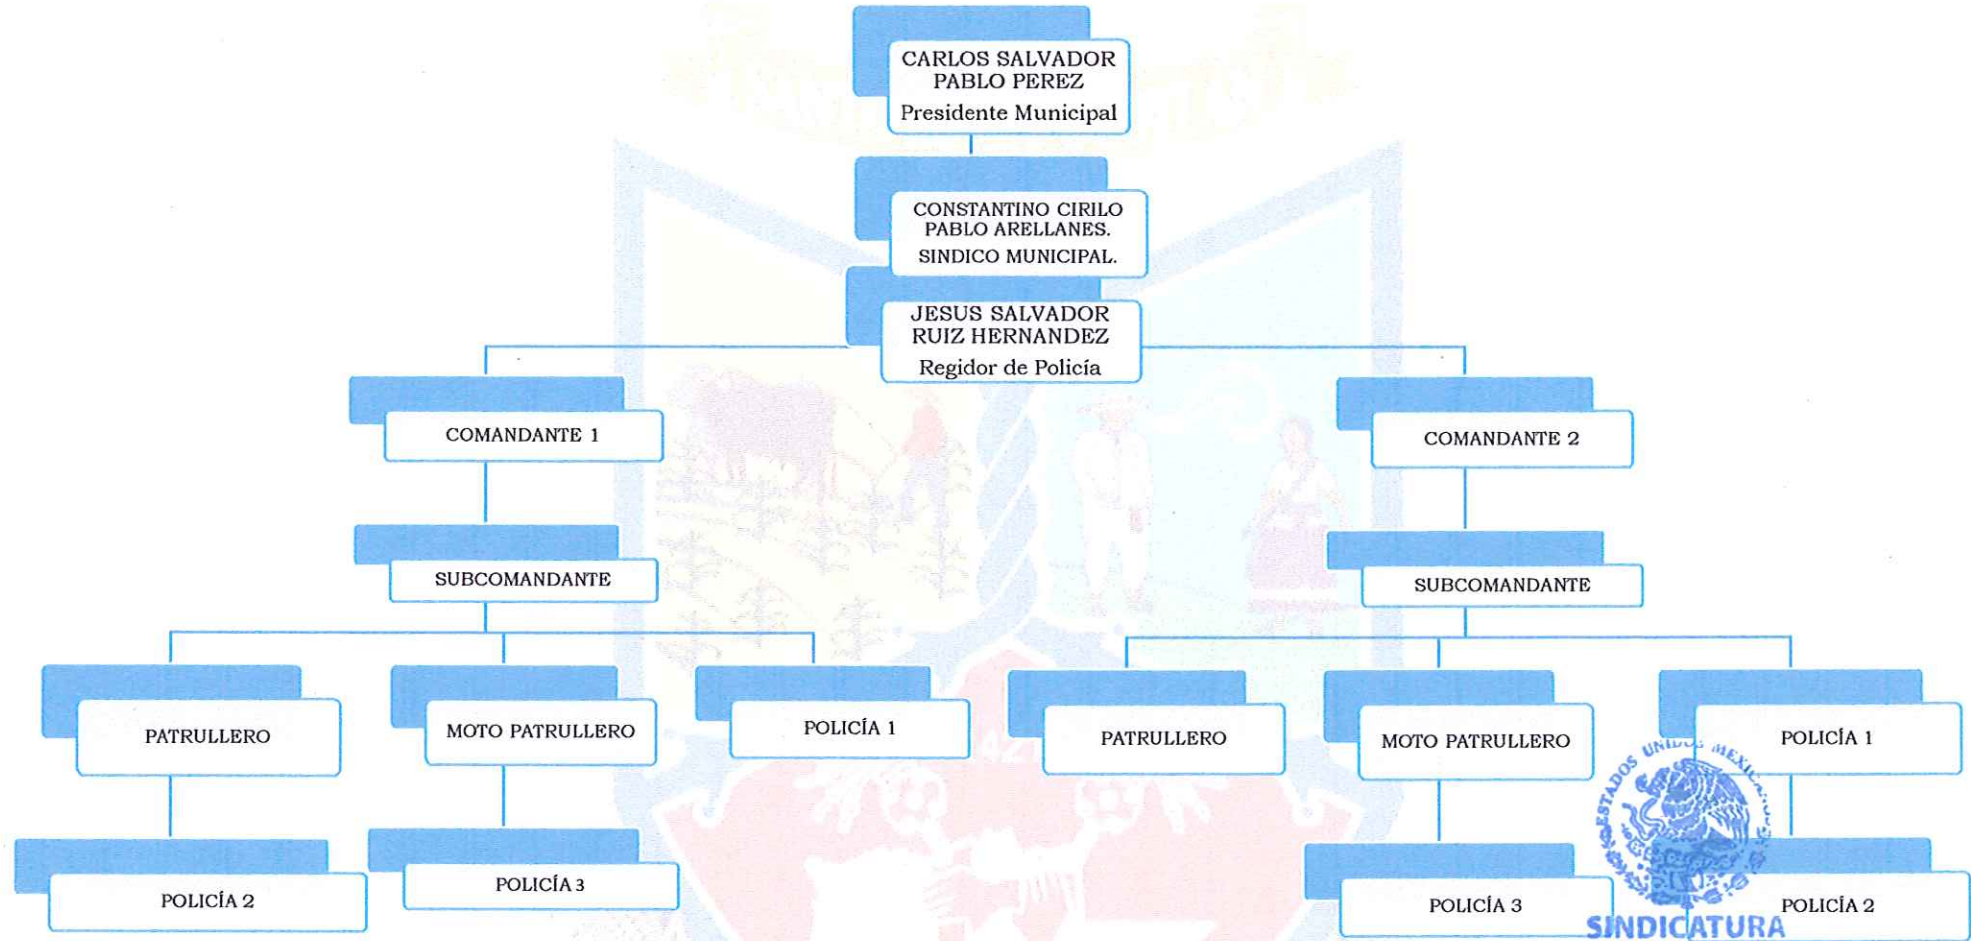 CARLOS SALVADOR
PABLO PEREZ
Presidente Municipal
CONSTANTINO CIRILO
PABLO ARELLANES.
SINDICO MUNICIPAL.
JESUS SALVADOR
RUIZ HERNANDEZ
Regidor de Policía
COMANDANTE 1
COMANDANTE 2
SUBCOMANDANTE
SUBCOMANDANTE
PATRULLERO
MOTO PATRULLERO
POLICÍA 1
PATRULLERO
MOTO PATRULLERO
POLICÍA 1
POLICÍA 2
POLICÍA 3
POLICÍA 3
POLICÍA 2
ESTADOS UNIDOS
SINDICATURA